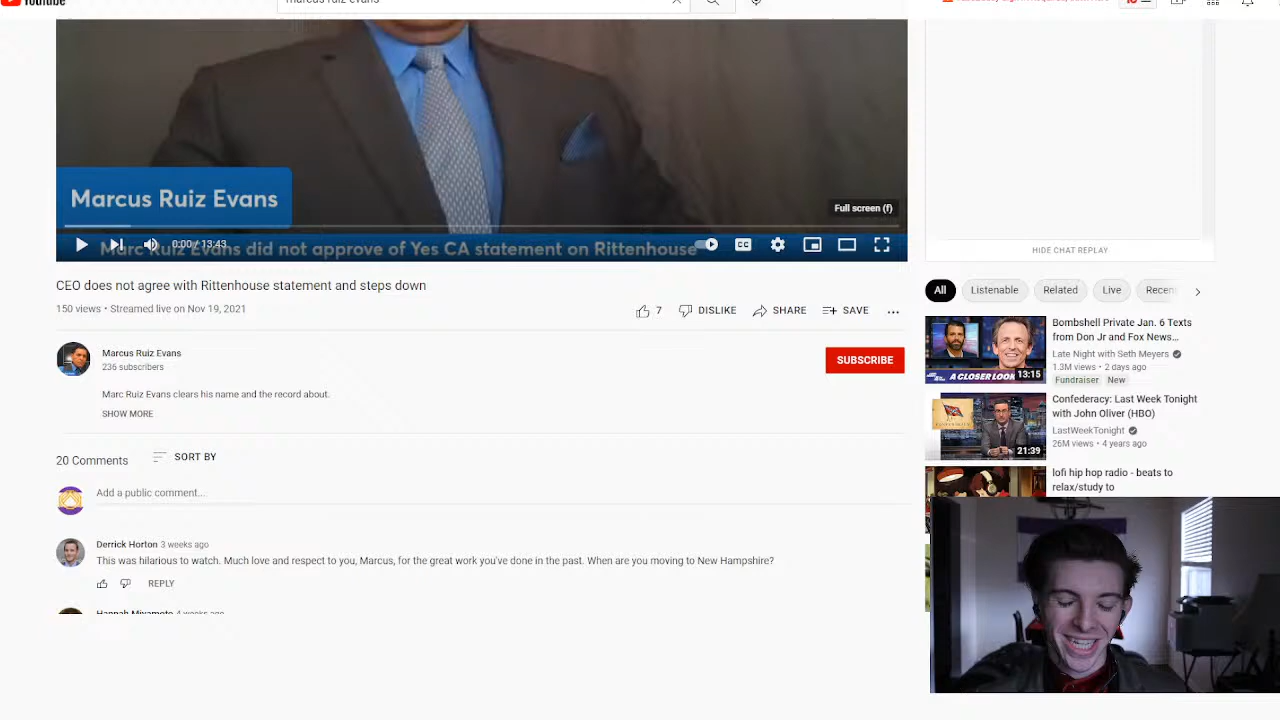 YouTube
marcus ruiz evans
Full screen (f)
Marcus Ruiz Evans
0:00 / 13:43
CC
Marc Ruiz Evans did not approve of Yes CA statement on Rittenhouse
HIDE CHAT REPLAY
CEO does not agree with Rittenhouse statement and steps down
150 views • Streamed live on Nov 19, 2021
7 DISLIKE SHARE SAVE ...
Marcus Ruiz Evans
236 subscribers
SUBSCRIBE
Marc Ruiz Evans clears his name and the record about.
SHOW MORE
20 Comments SORT BY
Add a public comment...
Derrick Horton 3 weeks ago
This was hilarious to watch. Much love and respect to you, Marcus, for the great work you've done in the past. When are you moving to New Hampshire?
REPLY
Hannah Miyamoto 4 weeks ago
All Listenable Related Live Recen
Bombshell Private Jan. 6 Texts
from Don Jr and Fox News...
Late Night with Seth Meyers
1.3M views • 2 days ago
Fundraiser New
A CLOSER LOOK
13:15
Confederacy: Last Week Tonight
with John Oliver (HBO)
LastWeekTonight
26M views • 4 years ago
21:39
lofi hip hop radio - beats to
relax/study to